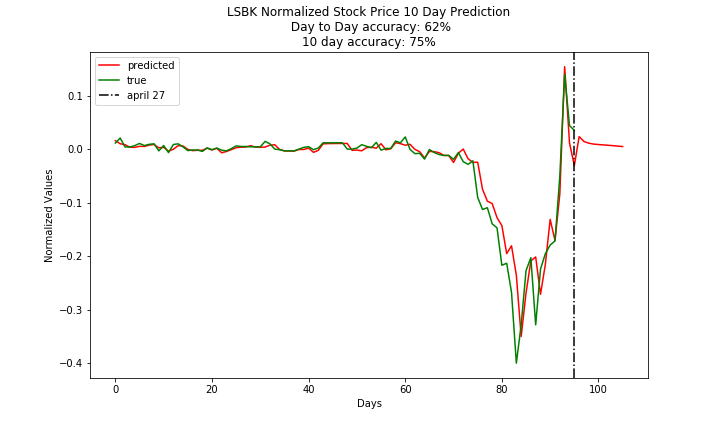 LSBK Normalized Stock Price 10 Day Prediction
Day to Day accuracy: 62%
10 day accuracy: 75%
predicted
true
april 27
0.1
0.0
−0.1
−0.2
−0.3
−0.4
Normalized Values
0
20
40
60
80
100
Days